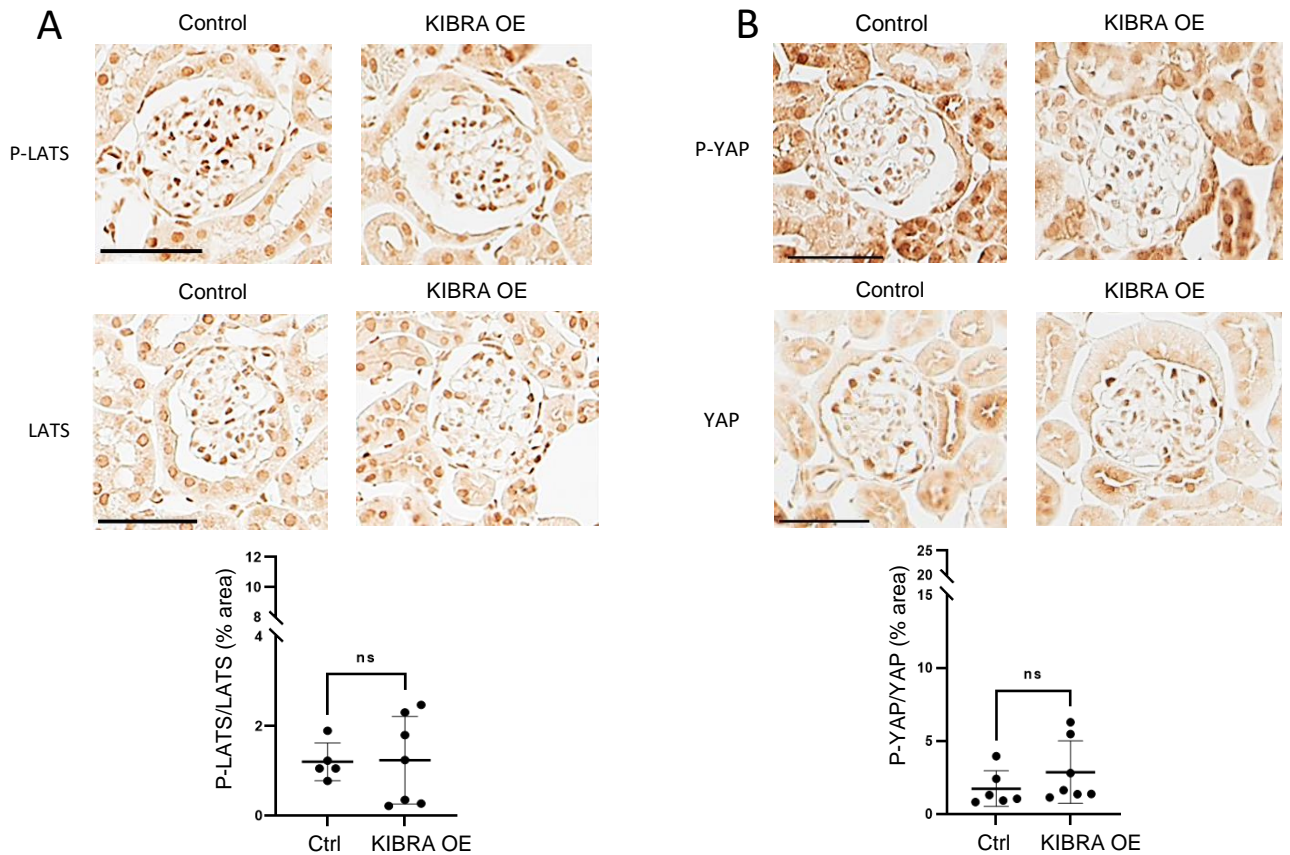 A
Control
KIBRA OE
P-LATS
Control
KIBRA OE
LATS
P-LATS/LATS (% area)
12
10
8
4
2
0
ns
Ctrl
KIBRA OE
B
Control
KIBRA OE
P-YAP
Control
KIBRA OE
YAP
P-YAP/YAP (% area)
25
20
15
10
5
0
ns
Ctrl
KIBRA OE